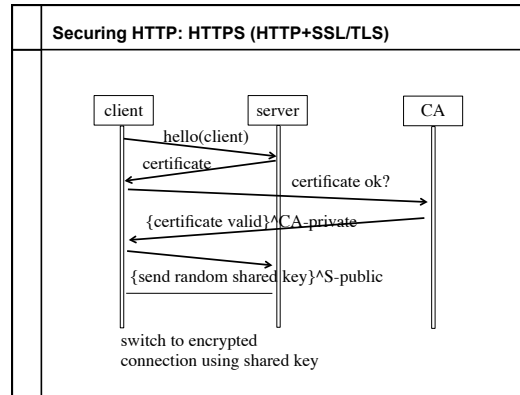 Securing HTTP: HTTPS (HTTP+SSL/TLS)
client
server
CA
hello(client)
certificate
certificate ok?
{certificate valid}^CA-private
{send random shared key}^S-public
switch to encrypted
connection using shared key